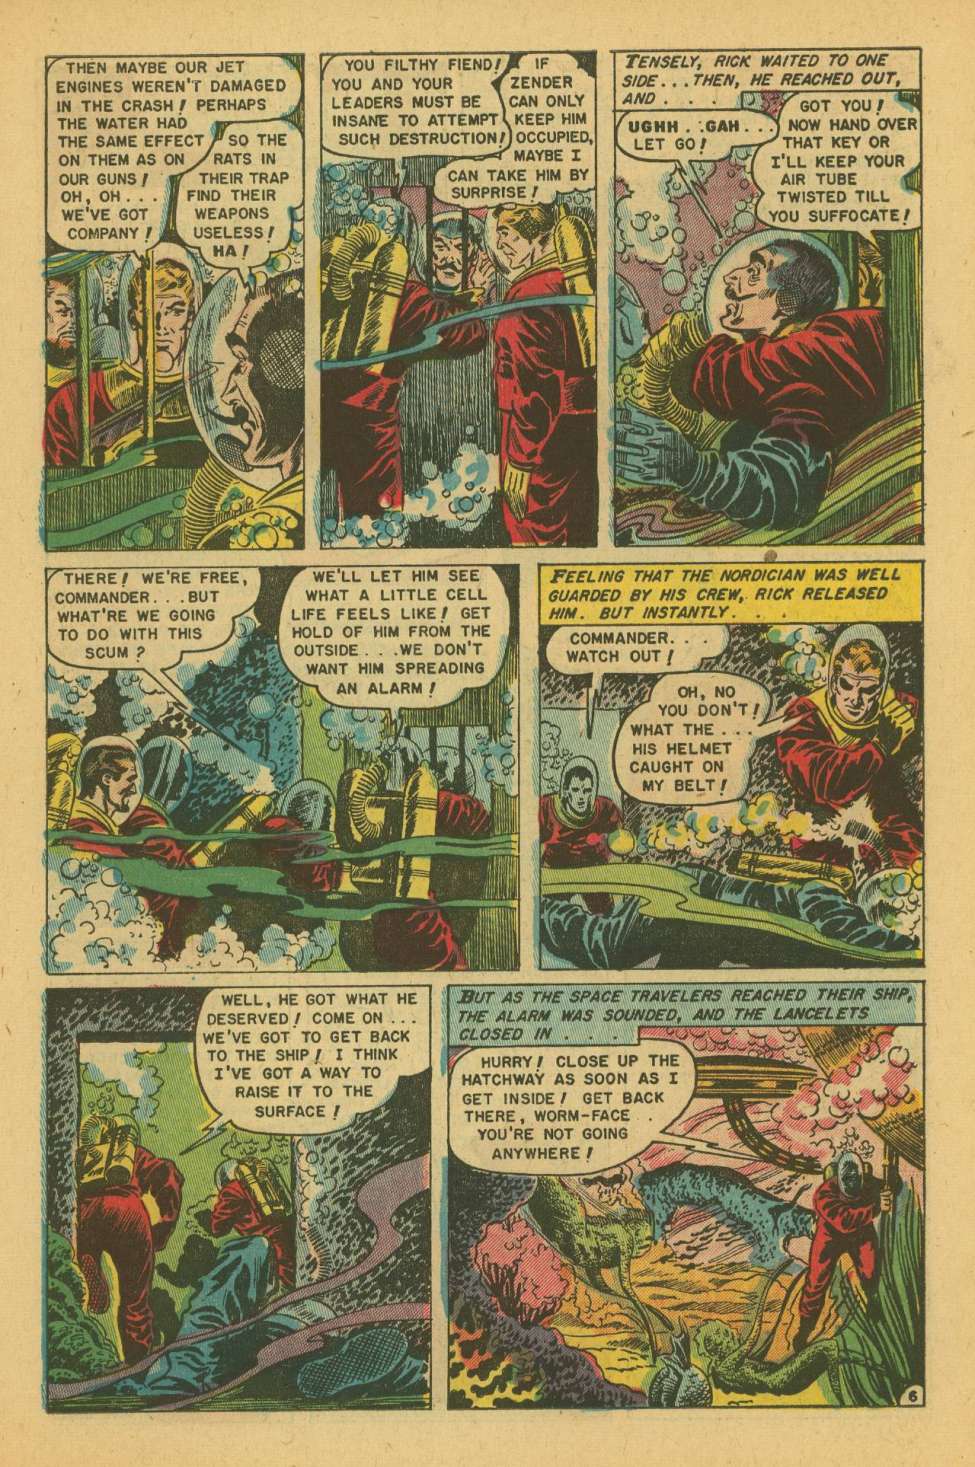 THEN MAYBE OUR JET
ENGINES WEREN'T DAMAGED
IN THE CRASH! PERHAPS
THE WATER HAD
THE SAME EFFECT
ON THEM AS ON
OUR GUNS!
OH, OH...
WE'VE GOT
COMPANY!
SO THE
RATS IN
THEIR TRAP
FIND THEIR
WEAPONS
USELESS!
HA!
YOU FILTHY FIEND!
YOU AND YOUR
LEADERS MUST BE
INSANE TO ATTEMPT
SUCH DESTRUCTION!
IF
ZENDER
CAN ONLY
KEEP HIM
OCCUPIED,
MAYBE I
CAN TAKE HIM BY
SURPRISE!
TENSELY, RICK WAITED TO ONE
SIDE...THEN, HE REACHED OUT,
AND....
UGHH...GAH...
LET GO!
GOT YOU!
NOW HAND OVER
THAT KEY OR
I'LL KEEP YOUR
AIR TUBE
TWISTED TILL
YOU SUFFOCATE!
THERE! WE'RE FREE,
COMMANDER...BUT
WHAT'RE WE GOING
TO DO WITH THIS
SCUM?
WE'LL LET HIM SEE
WHAT A LITTLE CELL
LIFE FEELS LIKE! GET
HOLD OF HIM FROM THE
OUTSIDE...WE DON'T
WANT HIM SPREADING
AN ALARM!
FEELING THAT THE NORDICIAN WAS WELL
GUARDED BY HIS CREW, RICK RELEASED
HIM. BUT INSTANTLY....
COMMANDER...
WATCH OUT!
OH, NO
YOU DON'T!
WHAT THE...
HIS HELMET
CAUGHT ON
MY BELT!
WELL, HE GOT WHAT HE
DESERVED! COME ON...
WE'VE GOT TO GET BACK
TO THE SHIP! I THINK
I'VE GOT A WAY TO
RAISE IT TO THE
SURFACE!
BUT AS THE SPACE TRAVELERS REACHED THEIR SHIP,
THE ALARM WAS SOUNDED, AND THE LANCELETS
CLOSED IN....
HURRY! CLOSE UP THE
HATCHWAY AS SOON AS I
GET INSIDE! GET BACK
THERE, WORM-FACE.
YOU'RE NOT GOING
ANYWHERE!
6